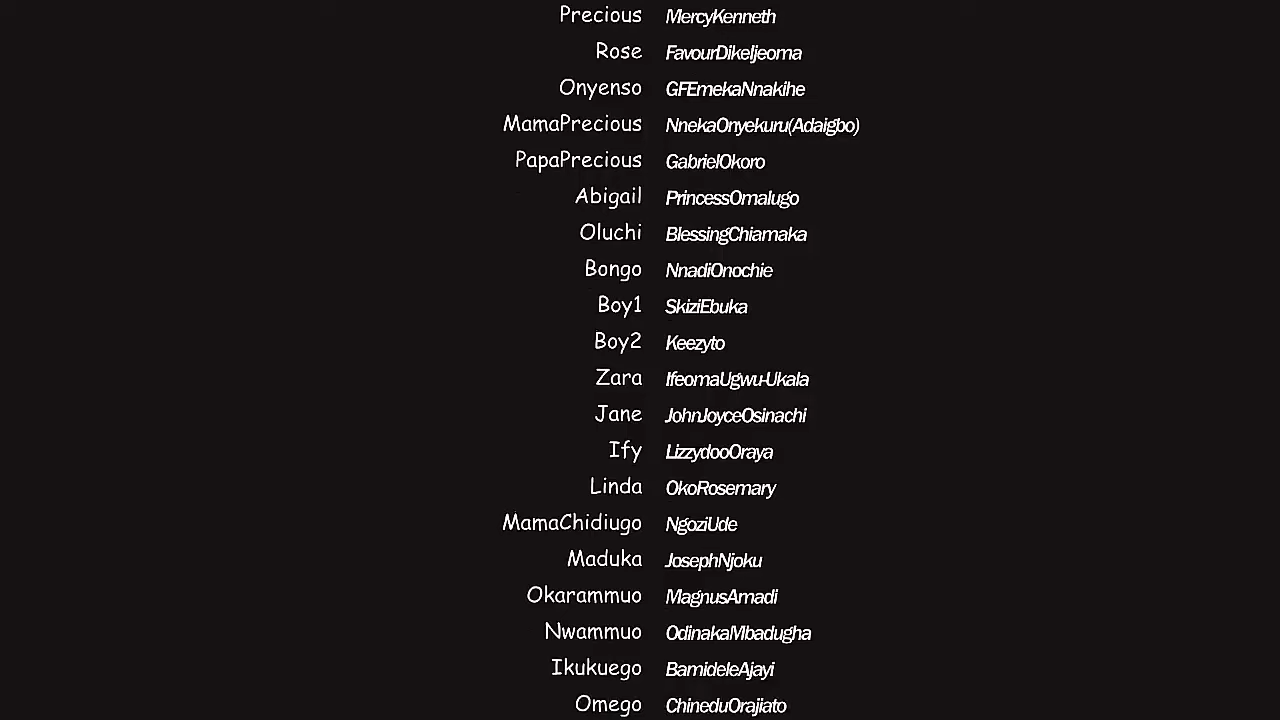 Precious MercyKenneth
Rose FavourDikeIjeoma
Onyenso GFEmekaNnakihe
MamaPrecious NnekaOnyekuru(Adaigbo)
PapaPrecious GabrielOkoro
Abigail PrincessOmalugo
Oluchi BlessingChiamaka
Bongo NnadiOnochie
Boy1 SkiziEbuka
Boy2 Keezyto
Zara IfeomaUgwu-Ukala
Jane JohnJoyceOsinachi
Ify LizzydooOraya
Linda OkoRosemary
MamaChidiugo NgoziUde
Maduka JosephNjoku
Okarammuo MagnusAmadi
Nwammuo OdinakaMbadugha
Ikukuego BamideleAjayi
Omego ChineduOrajiato